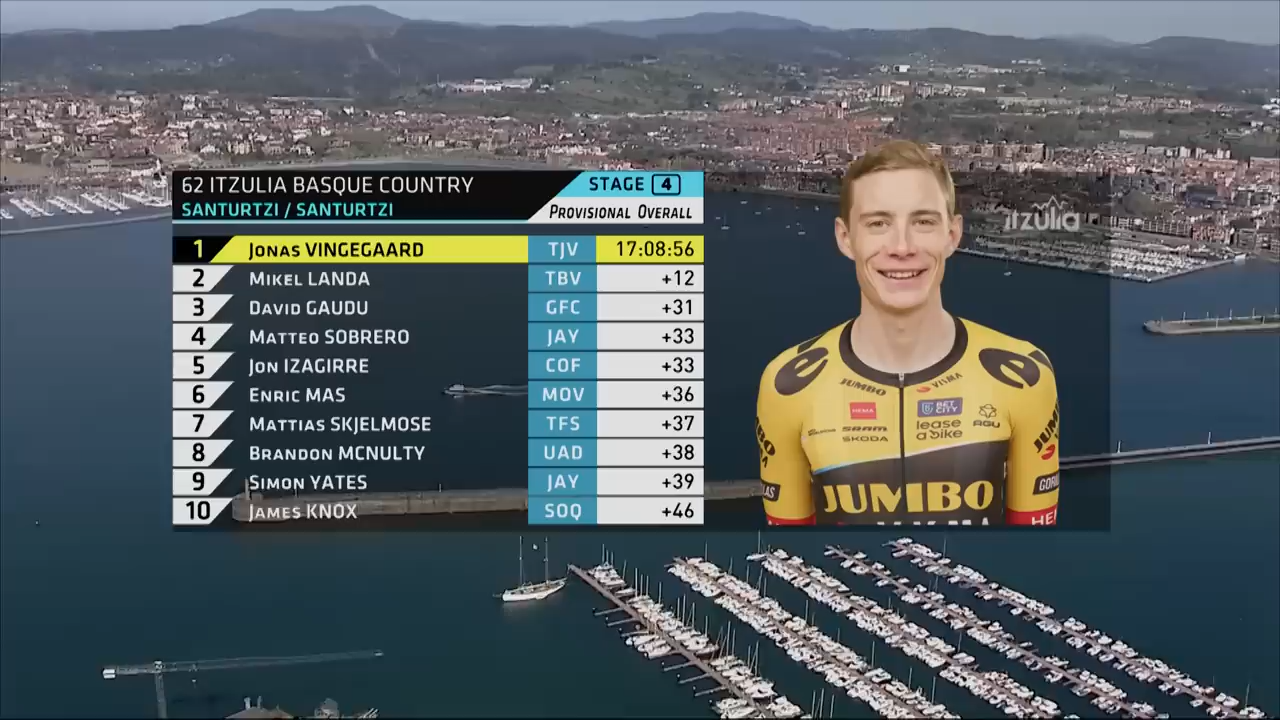 62 ITZULIA BASQUE COUNTRY
STAGE 4
SANTURTZI / SANTURTZI
PROVISIONAL OVERALL
1 JONAS VINGEGAARD TJV 17:08:56
2 MIKEL LANDA TBV +12
3 DAVID GAUDU GFC +31
4 MATTEO SOBRERO JAY +33
5 JON IZAGIRRE COF +33
6 ENRIC MAS MOV +36
7 MATTIAS SKJELMOSE TFS +37
8 BRANDON MCNULTY UAD +38
9 SIMON YATES JAY +39
10 JAMES KNOX SOQ +46
itzulia
JUMBO VISMA
HEMA BET CITY
SRAM lease a bike AGU
ŠKODA
JUMBO